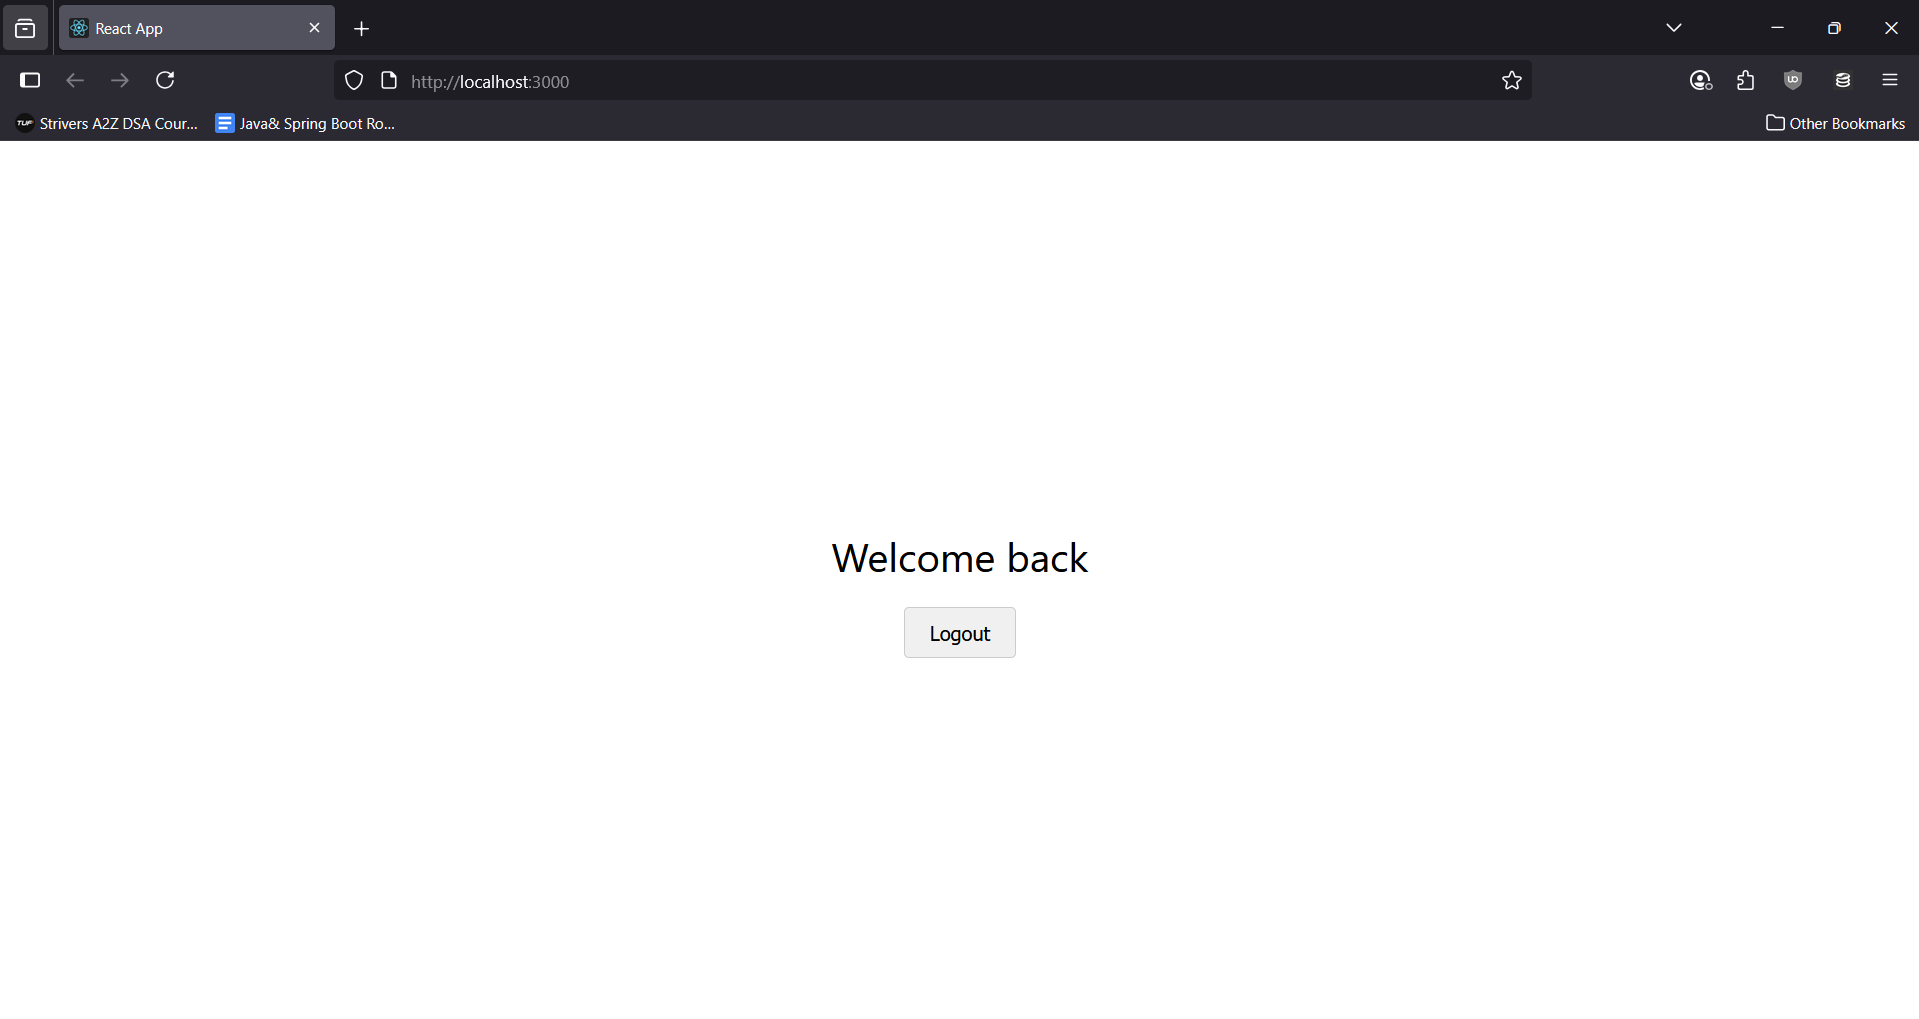 React App
http://localhost:3000
Strivers A2Z DSA Cour... Java& Spring Boot Ro... Other Bookmarks
Welcome back
Logout